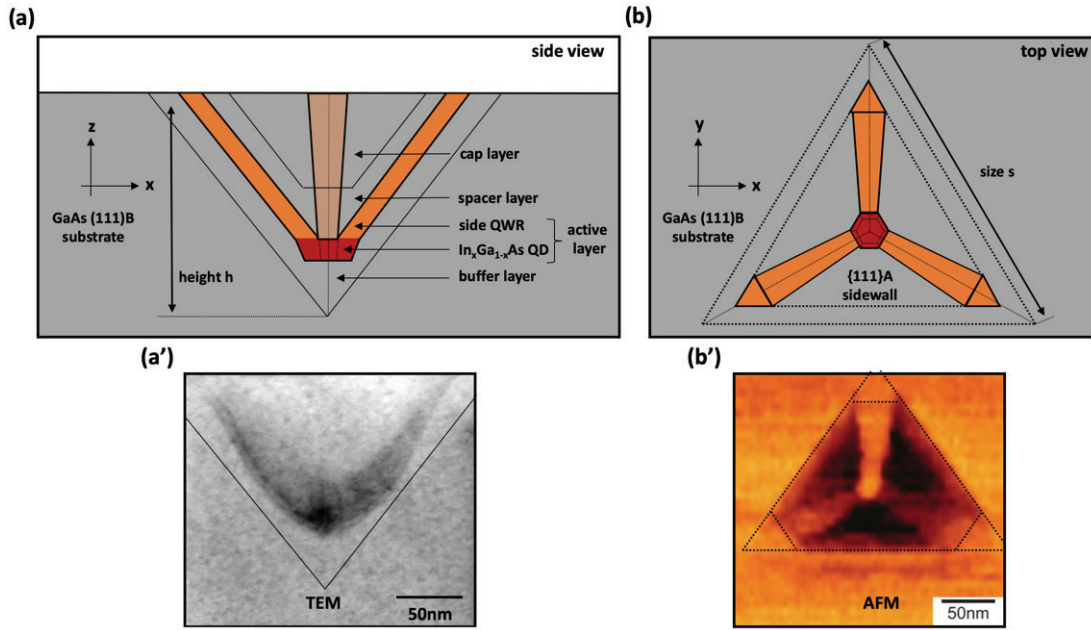 (a)
side view
z
x
GaAs (111)B
substrate
height h
cap layer
spacer layer
side QWR
InₓGa₁₋ₓAs QD
active
layer
buffer layer
(b)
top view
y
x
GaAs (111)B
substrate
size s
{111}A
sidewall
(a’)
TEM
50nm
(b’)
AFM
50nm